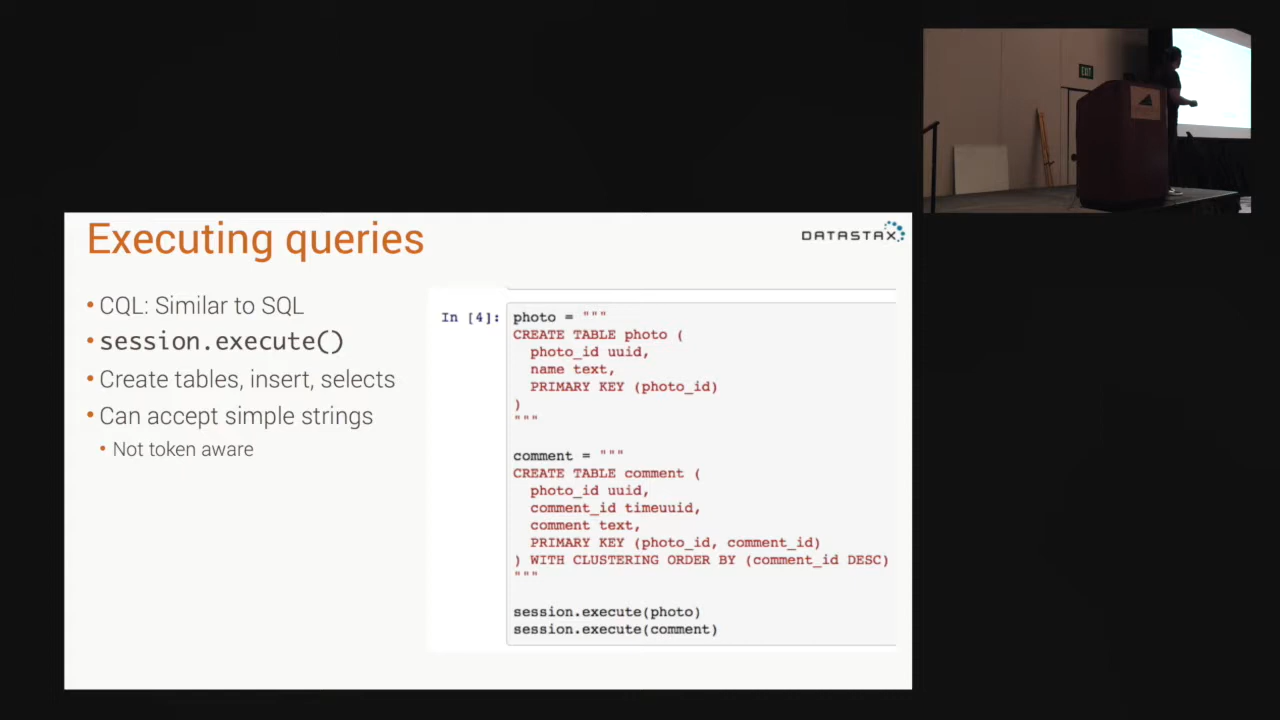 Executing queries
DATASTAX
• CQL: Similar to SQL
• session.execute()
• Create tables, insert, selects
• Can accept simple strings
• Not token aware
In [4]:
photo = """
CREATE TABLE photo (
photo_id uuid,
name text,
PRIMARY KEY (photo_id)
)
"""
comment = """
CREATE TABLE comment (
photo_id uuid,
comment_id timeuuid,
comment text,
PRIMARY KEY (photo_id, comment_id)
) WITH CLUSTERING ORDER BY (comment_id DESC)
"""
session.execute(photo)
session.execute(comment)
EXIT